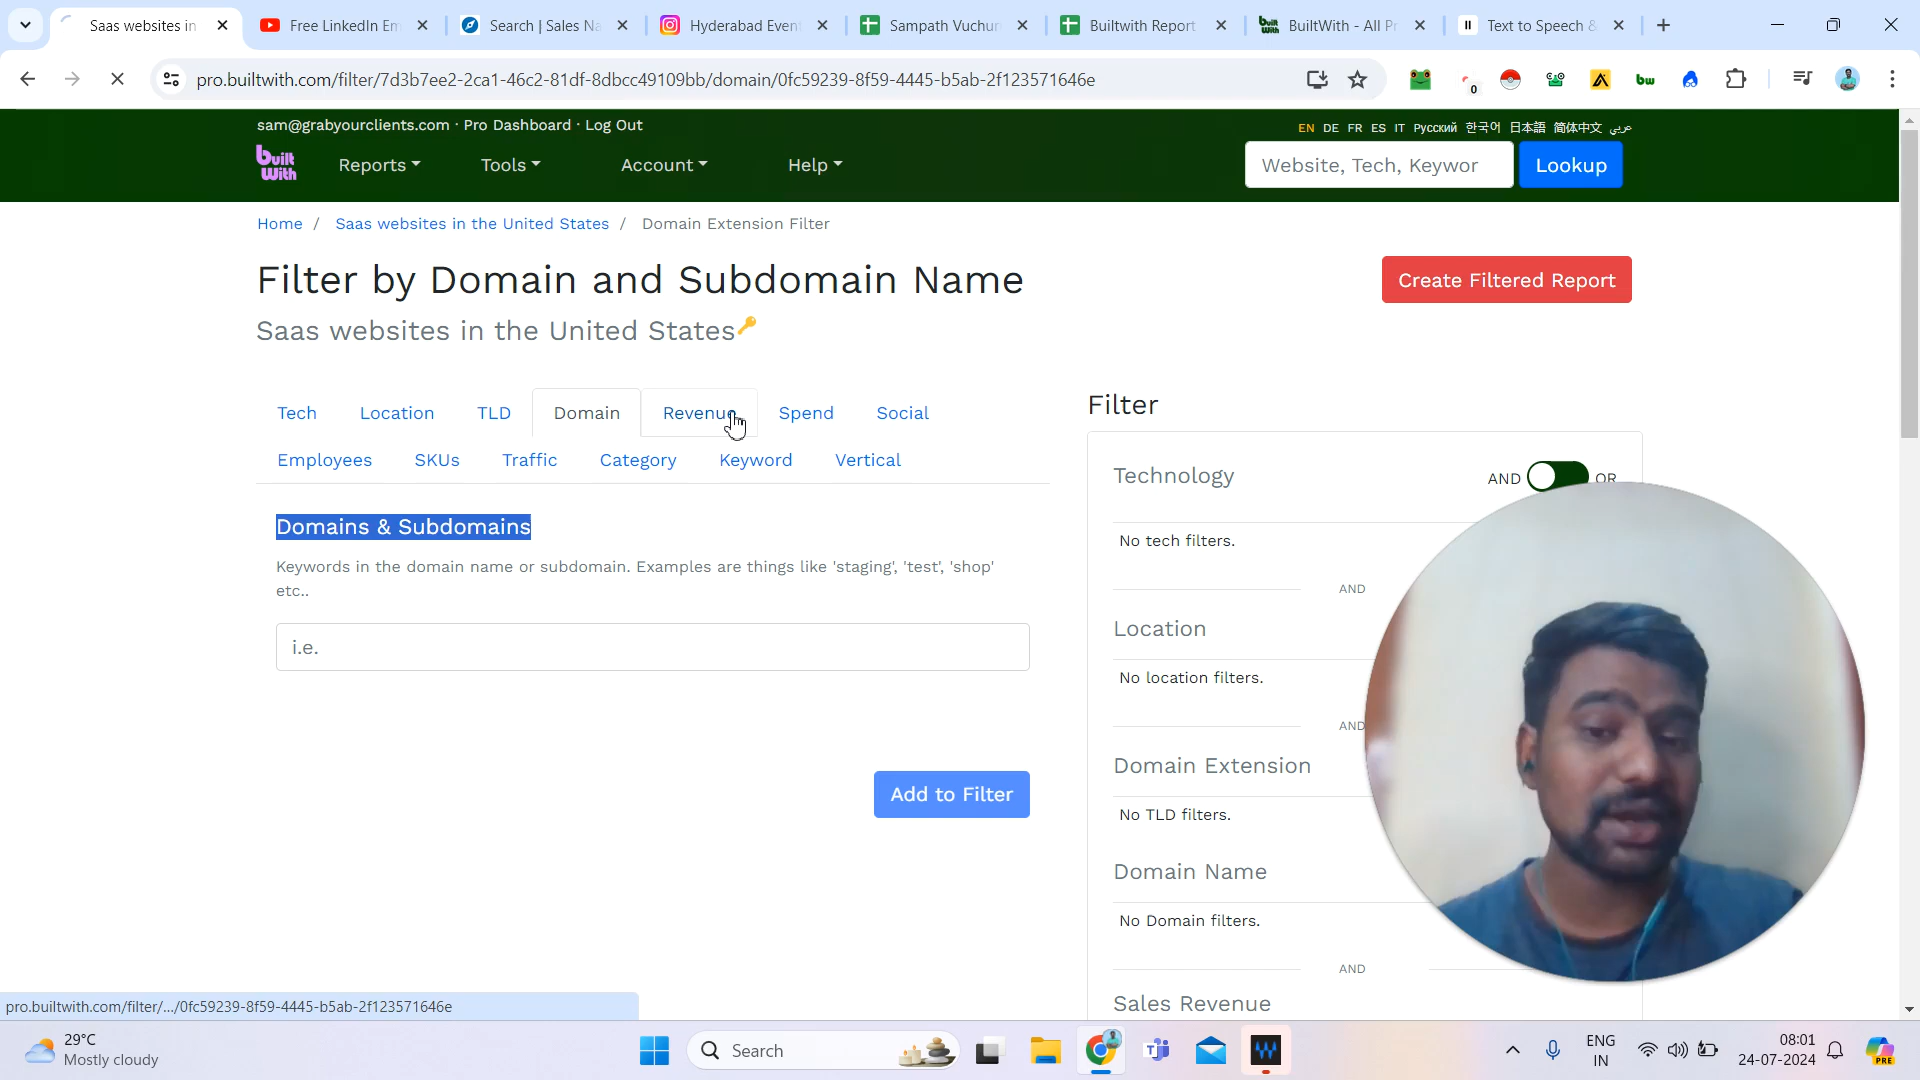 Saas websites in
Free LinkedIn Em
Search | Sales Na
Hyderabad Event
Sampath Vuchur
Builtwith Report
BuiltWith - All Pr
Text to Speech &
pro.builtwith.com/filter/7d3b7ee2-2ca1-46c2-81df-8dbcc49109bb/domain/0fc59239-8f59-4445-b5ab-2f123571646e
0
bw
sam@grabyourclients.com · Pro Dashboard · Log Out
EN DE FR ES IT Русский 한국어 日本語 简体中文 عربي
built With
Reports
Tools
Account
Help
Website, Tech, Keywor
Lookup
Home / Saas websites in the United States / Domain Extension Filter
Filter by Domain and Subdomain Name
Create Filtered Report
Saas websites in the United States
Tech Location TLD Domain Revenue Spend Social
Employees SKUs Traffic Category Keyword Vertical
Domains & Subdomains
Keywords in the domain name or subdomain. Examples are things like 'staging', 'test', 'shop'
etc..
i.e.
Add to Filter
Filter
Technology
AND OR
No tech filters.
AND
Location
No location filters.
AND
Domain Extension
No TLD filters.
Domain Name
No Domain filters.
AND
Sales Revenue
pro.builtwith.com/filter/.../0fc59239-8f59-4445-b5ab-2f123571646e
29°C
Mostly cloudy
Search
ENG
IN
08:01
24-07-2024
PRE